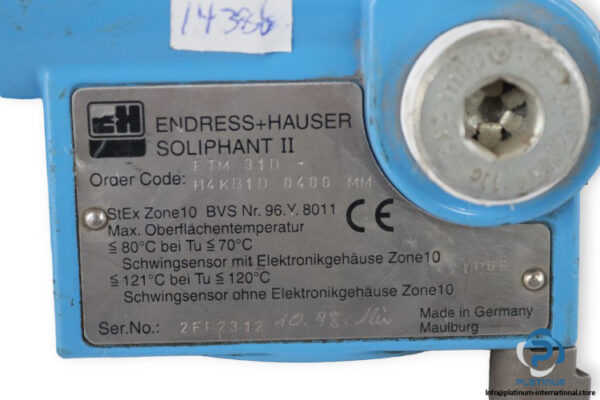 14386
ENDRESS+HAUSER
SOLIPHANT II
FTM 31D -
Order Code: H4KB1D 0400 MM
StEx Zone10 BVS Nr. 96.Y.8011 CE
Max. Oberflächentemperatur
≦80°C bei Tu≦70°C
Schwingsensor mit Elektronikgehäuse Zone10
IP66
≦121°C bei Tu≦120°C
Schwingsensor ohne Elektronikgehäuse Zone10
Ser.No.: 2FF2312 10.98.
Made in Germany
Maulburg
PLATINUM
INTERNATIONAL
Info@platinum-international.store